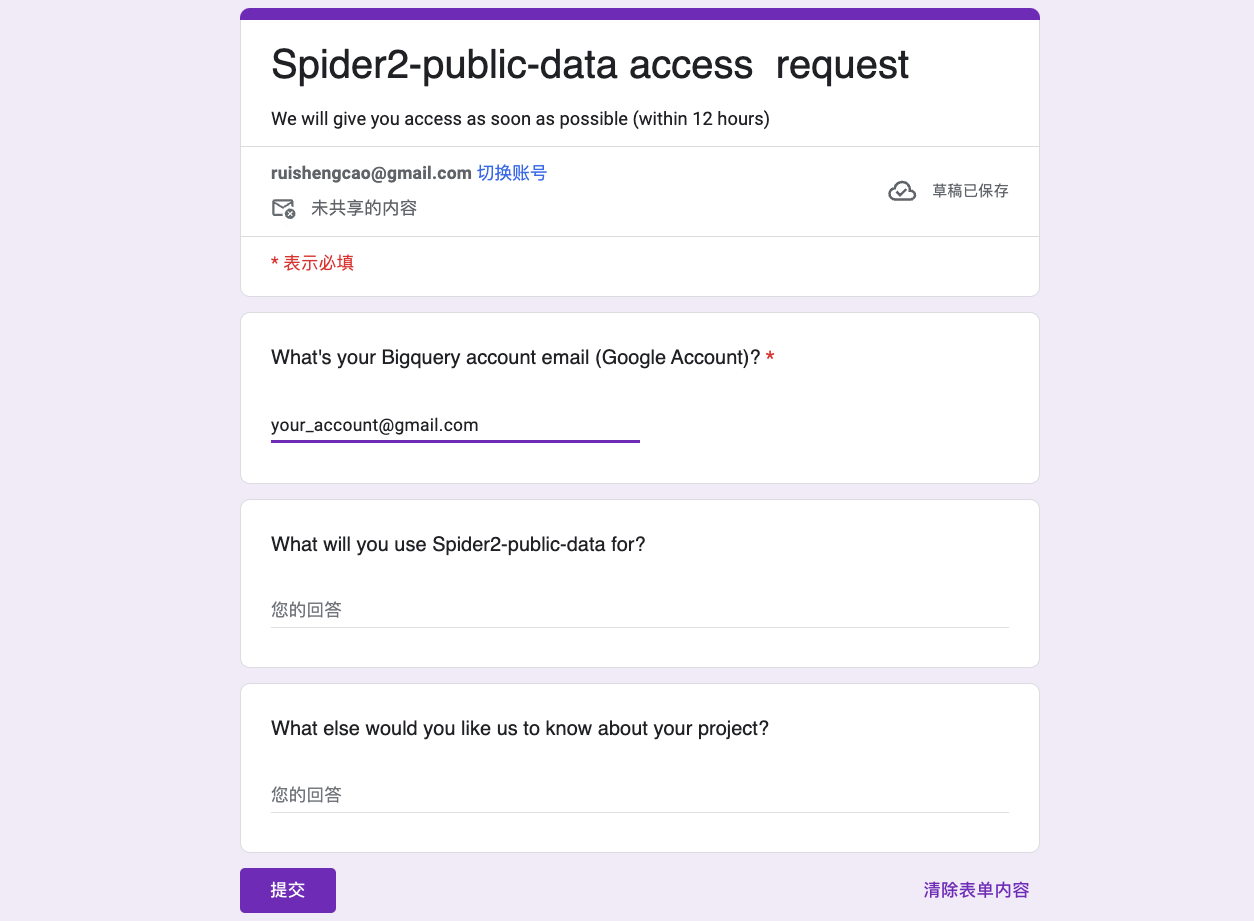 Spider2-public-data access  request
We will give you access as soon as possible (within 12 hours)
ruishengcao@gmail.com 切换账号
未共享的内容
草稿已保存
* 表示必填
What's your Bigquery account email (Google Account)? *
your_account@gmail.com
What will you use Spider2-public-data for?
您的回答
What else would you like us to know about your project?
您的回答
提交
清除表单内容